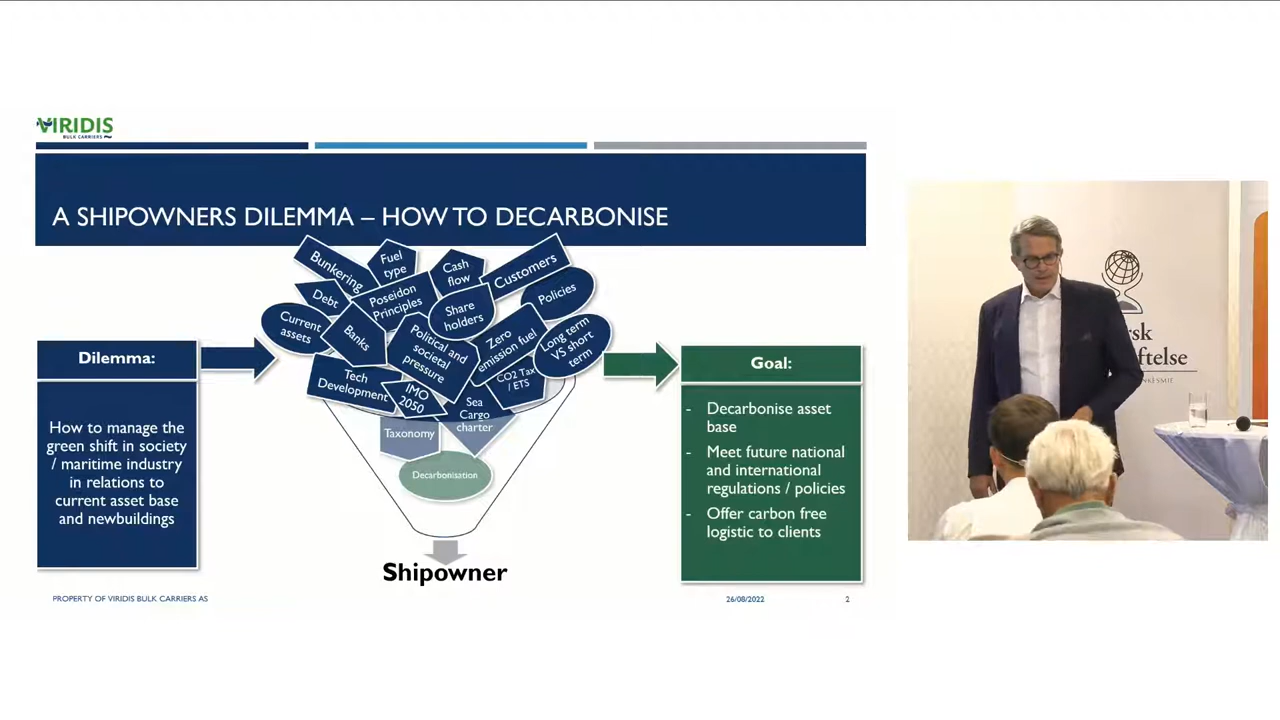 VIRIDIS
BULK CARRIERS
A SHIPOWNERS DILEMMA – HOW TO DECARBONISE
Dilemma:
How to manage the
green shift in society
/ maritime industry
in relations to
current asset base
and newbuildings
Bunkering
Fuel
type
Cash
flow
Customers
Debt
Poseidon
Principles
Share
holders
Policies
Current
assets
Banks
Political and
societal
pressure
Zero
emission fuel
Long term
VS short
term
Tech
Development
IMO
2050
CO2 Tax
/ ETS
Sea
Cargo
charter
Taxonomy
Decarbonisation
Shipowner
Goal:
- Decarbonise asset
base
- Meet future national
and international
regulations / policies
- Offer carbon free
logistic to clients
PROPERTY OF VIRIDIS BULK CARRIERS AS
26/08/2022
2
rsk
ftelse